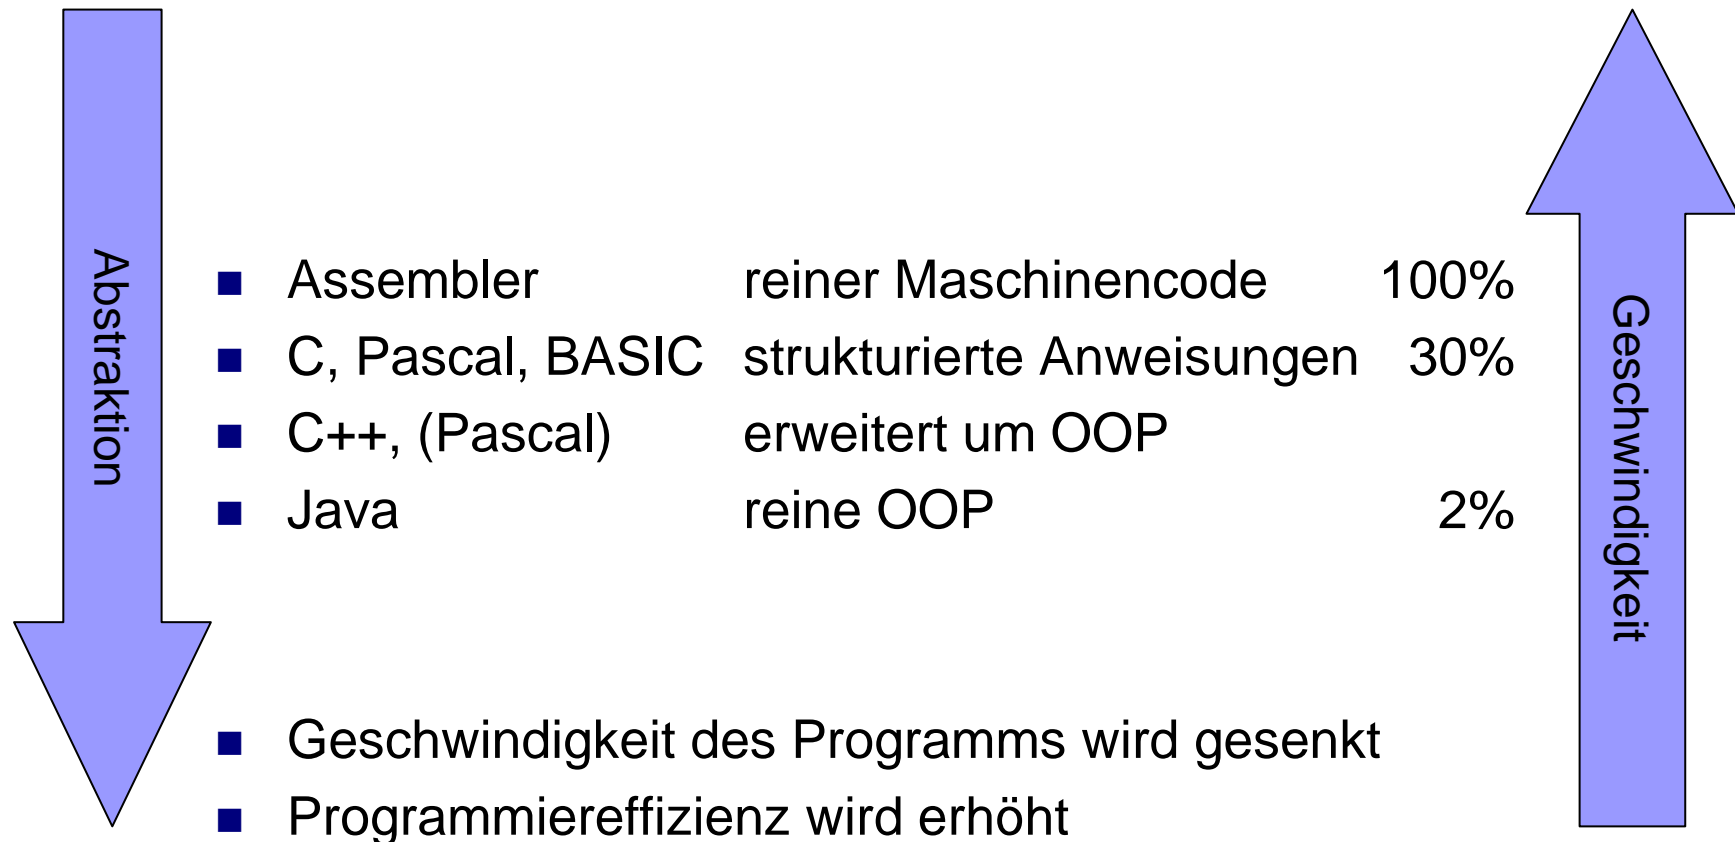 Abstraktion
■ Assembler reiner Maschinencode 100%
■ C, Pascal, BASIC strukturierte Anweisungen 30%
■ C++, (Pascal) erweitert um OOP
■ Java reine OOP 2%
■ Geschwindigkeit des Programms wird gesenkt
■ Programmiereffizienz wird erhöht
Geschwindigkeit